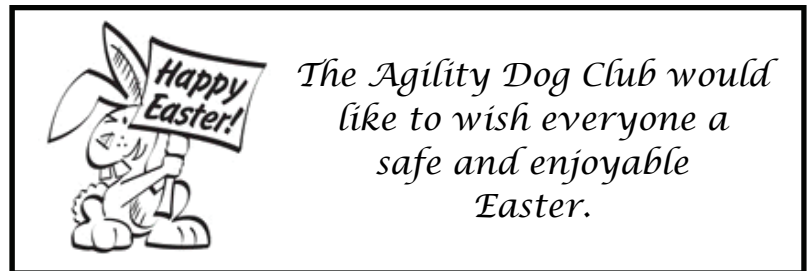 Happy
Easter!
The Agility Dog Club would
like to wish everyone a
safe and enjoyable
Easter.